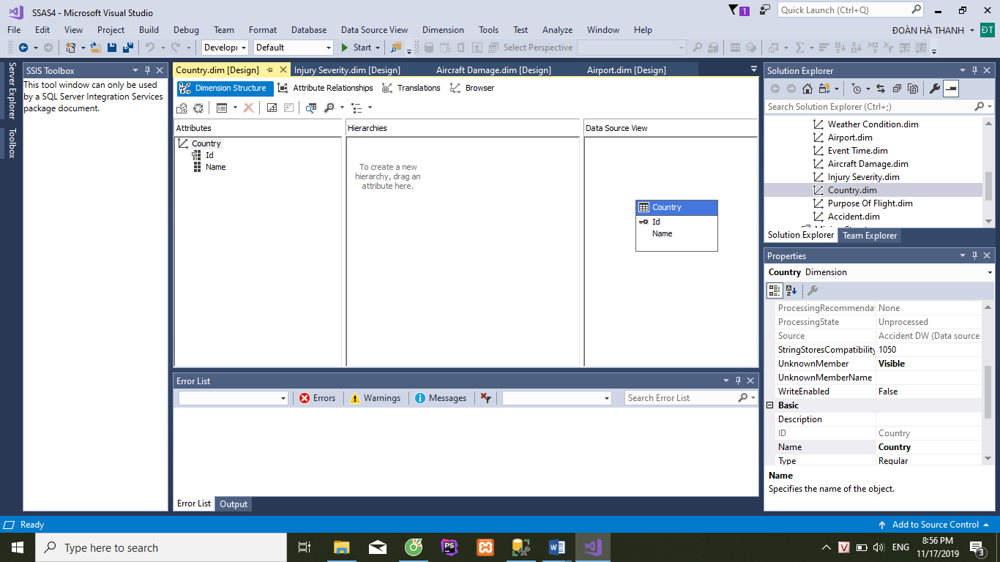 SSAS4 - Microsoft Visual Studio
1
Quick Launch (Ctrl+Q)
File Edit View Project Build Debug Team Format Database Data Source View Dimension Tools Test Analyze Window Help
ĐOÀN HÀ THANH ĐT
Develop Default Start Select Perspective
Server Explorer
Toolbox
SSIS Toolbox
This tool window can only be used
by a SQL Server Integration Services
package document.
Country.dim [Design] Injury Severity.dim [Design] Aircraft Damage.dim [Design] Airport.dim [Design]
Dimension Structure Attribute Relationships Translations Browser
Attributes
Country
Id
Name
Hierarchies
To create a new
hierarchy, drag an
attribute here.
Data Source View
Country
Id
Name
Error List
Errors Warnings Messages Search Error List
Error List Output
Solution Explorer
Search Solution Explorer (Ctrl+;)
Weather Condition.dim
Airport.dim
Event Time.dim
Aircraft Damage.dim
Injury Severity.dim
Country.dim
Purpose Of Flight.dim
Accident.dim
Solution Explorer Team Explorer
Properties
Country Dimension
ProcessingRecommenda None
ProcessingState Unprocessed
Source Accident DW (Data source
StringStoresCompatibility 1050
UnknownMember Visible
UnknownMemberName
WriteEnabled False
Basic
Description
ID Country
Name Country
Type Regular
Name
Specifies the name of the object.
Ready Add to Source Control
Type here to search
PS
ENG
8:56 PM
11/17/2019
3